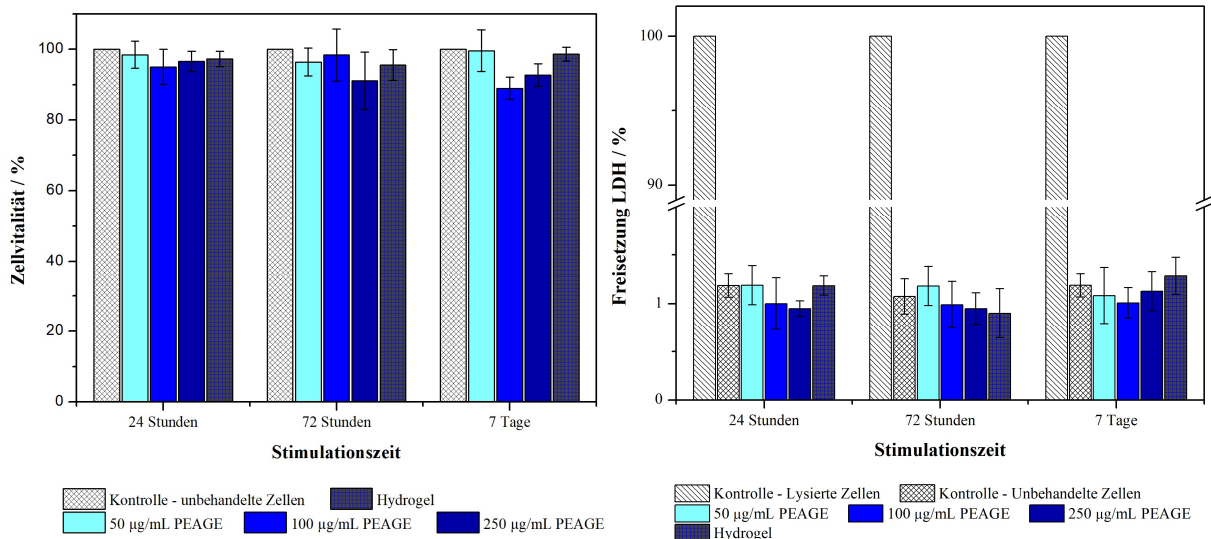 Zellvitalität / %
100
80
60
40
20
0
24 Stunden 72 Stunden 7 Tage
Stimulationszeit
Kontrolle - unbehandelte Zellen Hydrogel
50 µg/mL PEAGE 100 µg/mL PEAGE 250 µg/mL PEAGE
Freisetzung LDH / %
100
90
1
0
24 Stunden 72 Stunden 7 Tage
Stimulationszeit
Kontrolle - Lysierte Zellen Kontrolle - Unbehandelte Zellen
50 µg/mL PEAGE 100 µg/mL PEAGE 250 µg/mL PEAGE
Hydrogel